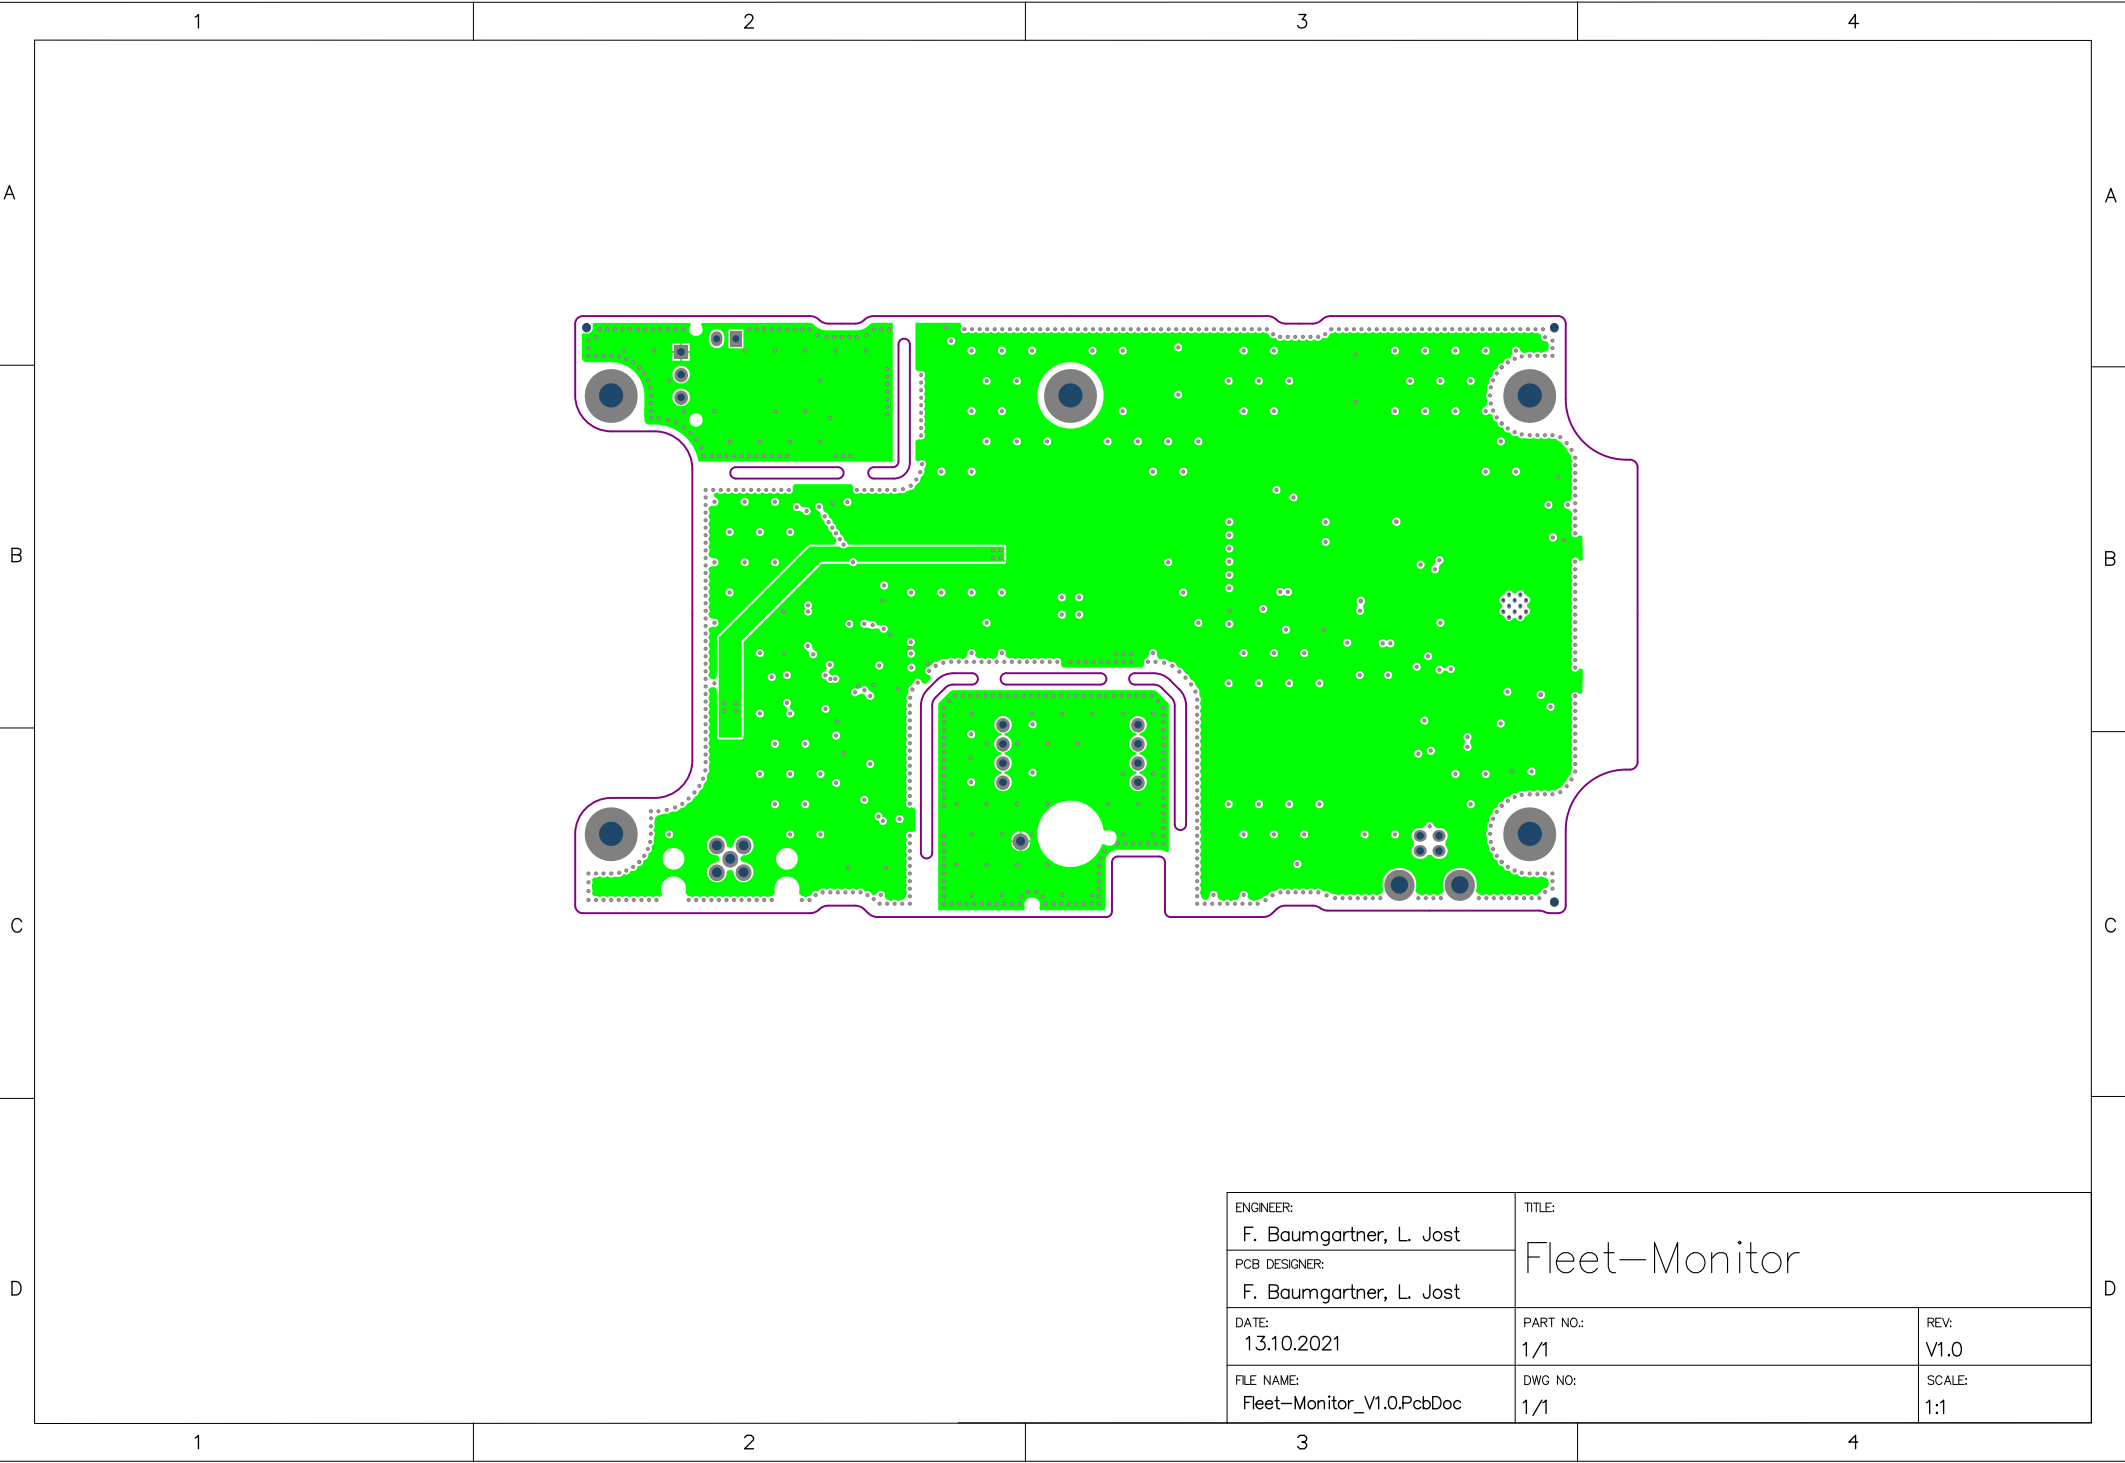 1 2 3 4
A A
B B
C C
D D
ENGINEER:
F. Baumgartner, L. Jost
TITLE:
Fleet-Monitor
PCB DESIGNER:
F. Baumgartner, L. Jost
DATE:
13.10.2021
PART NO.:
1/1
REV:
V1.0
FILE NAME:
Fleet-Monitor_V1.0.PcbDoc
DWG NO:
1/1
SCALE:
1:1
1 2 3 4